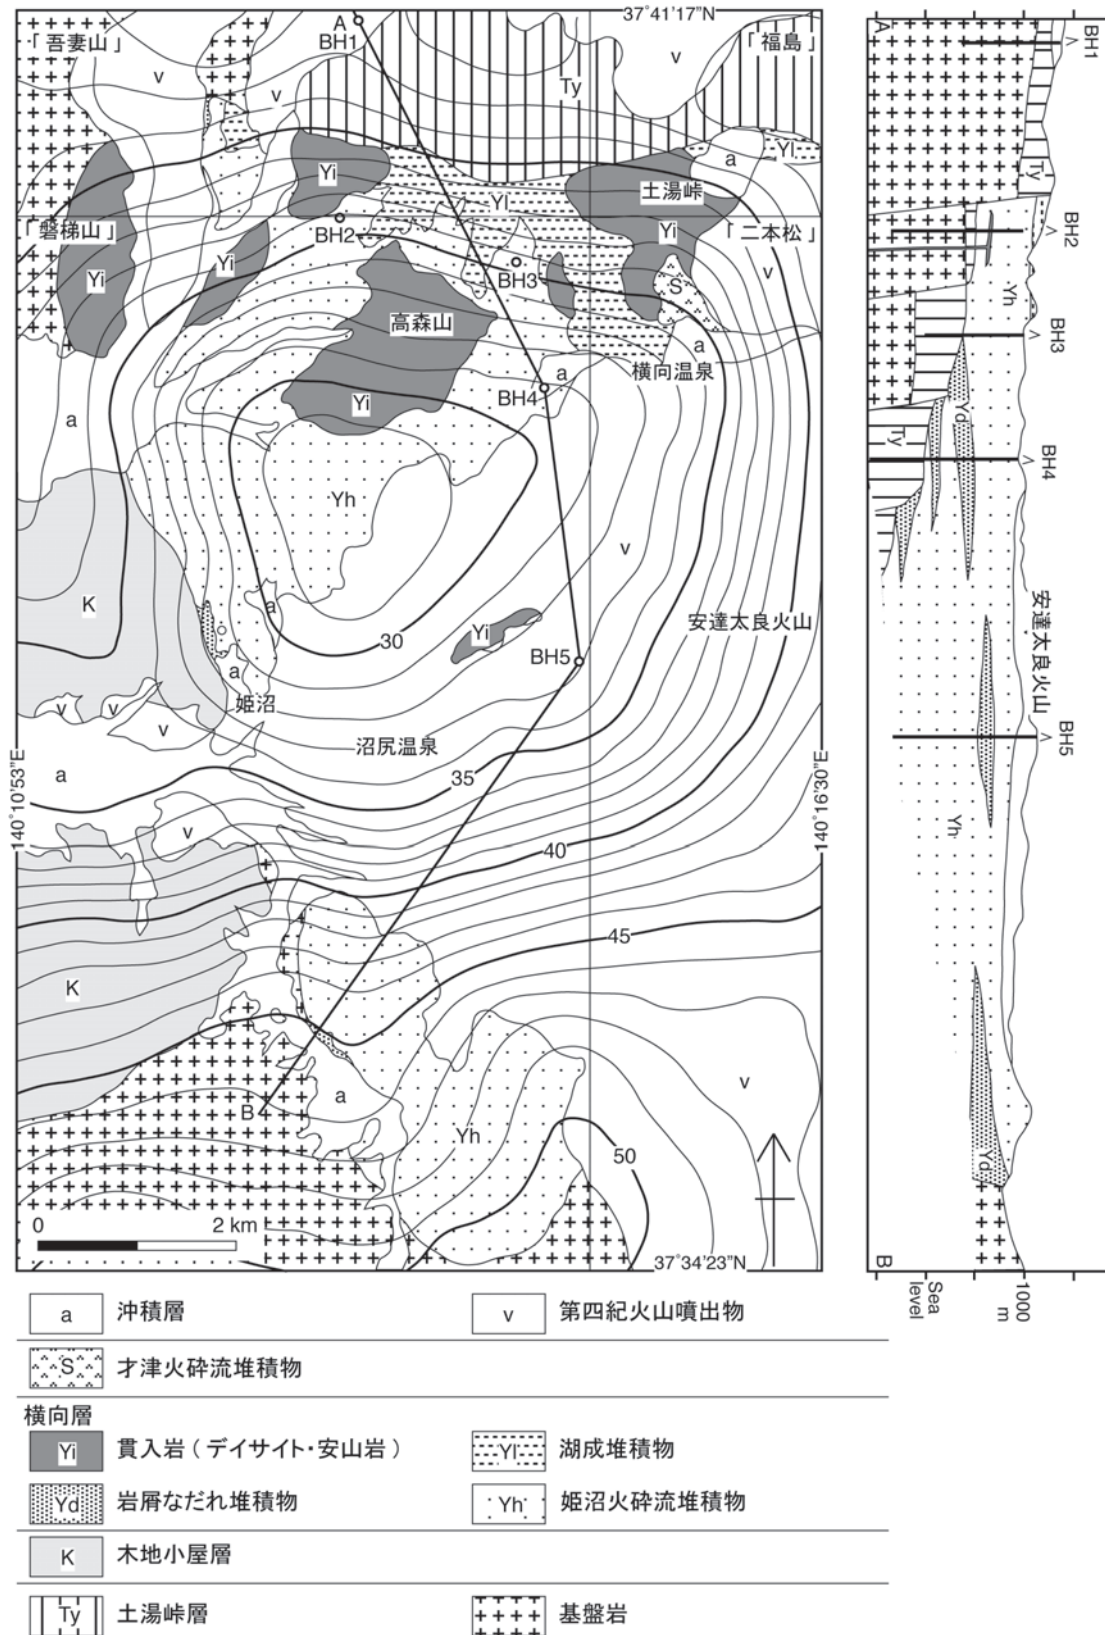 A
BH1
37°41'17"N
「吾妻山」
v
v
v
「福島」
Ty
a
Yl
Yi
土湯峠
Yl
「磐梯山」
BH2
Yi
「二本松」
Yi
Yi
BH3
S
v
高森山
a
横向温泉
a
BH4
Yi
a
Yh
v
K
a
安達太良火山
30
Yi
BH5
a
姫沼
v
v
v
沼尻温泉
a
35
140°10'53"E
140°16'30"E
v
40
45
K
v
B
a
Yh
50
0
2 km
37°34'23"N
A
BH1
Ty
BH2
Yh
BH3
Yd
Ty
BH4
安達太良火山
BH5
Yh
Yd
B
Sea level
1000 m
a
沖積層
v
第四紀火山噴出物
S
才津火砕流堆積物
横向層
Yi
貫入岩（デイサイト・安山岩）
Yl
湖成堆積物
Yd
岩屑なだれ堆積物
Yh
姫沼火砕流堆積物
K
木地小屋層
Ty
土湯峠層
基盤岩